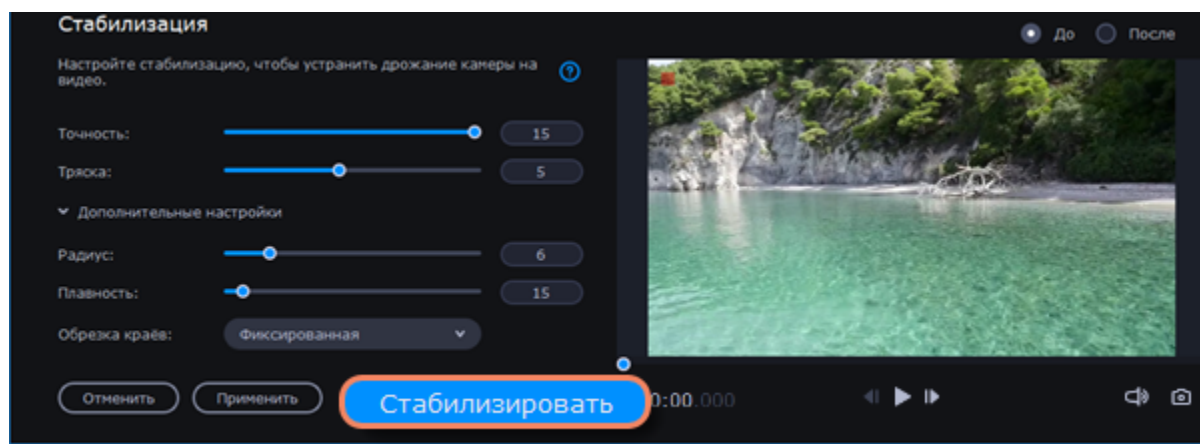 Стабилизация
До После
Настройте стабилизацию, чтобы устранить дрожание камеры на
видео.
?
Точность: 15
Тряска: 5
Дополнительные настройки
Радиус: 6
Плавность: 15
Обрезка краёв: Фиксированная
Отменить Применить Стабилизировать 0:00.000